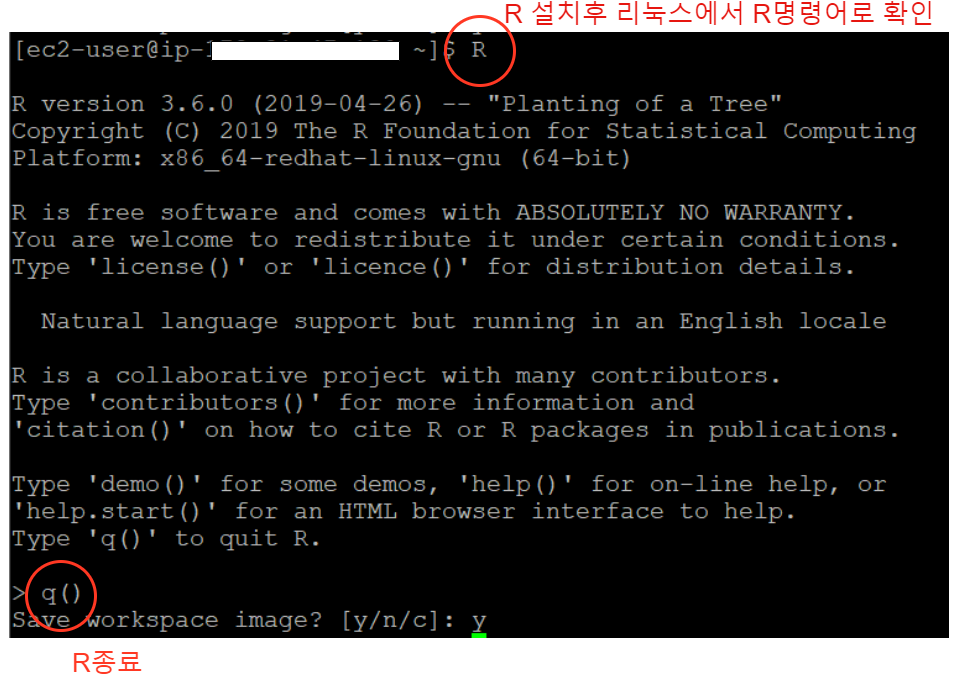 R 설치후 리눅스에서 R명령어로 확인
[ec2-user@ip- ~]$ R
R version 3.6.0 (2019-04-26) -- "Planting of a Tree"
Copyright (C) 2019 The R Foundation for Statistical Computing
Platform: x86_64-redhat-linux-gnu (64-bit)
R is free software and comes with ABSOLUTELY NO WARRANTY.
You are welcome to redistribute it under certain conditions.
Type 'license()' or 'licence()' for distribution details.
Natural language support but running in an English locale
R is a collaborative project with many contributors.
Type 'contributors()' for more information and
'citation()' on how to cite R or R packages in publications.
Type 'demo()' for some demos, 'help()' for on-line help, or
'help.start()' for an HTML browser interface to help.
Type 'q()' to quit R.
> q()
Save workspace image? [y/n/c]: y
R종료